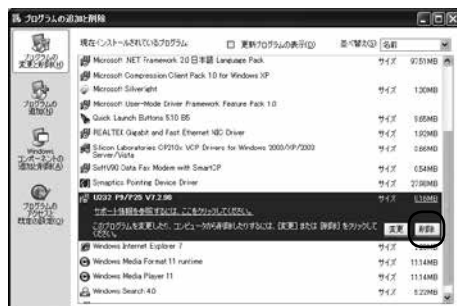 プログラムの追加と削除
プログラムの
変更と削除(H)
プログラムの
追加(N)
Windows
コンポーネントの
追加と削除(A)
プログラムの
アクセスと
既定の設定(O)
現在インストールされているプログラム:
更新プログラムの表示(D)
並べ替え(S): 名前
Microsoft .NET Framework 2.0 日本語 Language Pack サイズ 97.51MB
Microsoft Compression Client Pack 1.0 for Windows XP
Microsoft Silverlight サイズ 1.30MB
Microsoft User-Mode Driver Framework Feature Pack 1.0
Quick Launch Buttons 5.10 B5 サイズ
REALTEK Gigabit and Fast Ethernet NIC Driver サイズ 1.92MB
Silicon Laboratories CP210x VCP Drivers for Windows 2000/XP/2003 Server/Vista サイズ
SoftV90 Data Fax Modem with SmartCP サイズ 0.54MB
Synaptics Pointing Device Driver サイズ
U232 P9/P25 V7.2.98 サイズ 0.16MB
サポート情報を参照するには、ここをクリックしてください。
このプログラムを変更したり、コンピュータから削除したりするには、[変更] または [削除] をクリックしてください。
変更 削除
Windows Internet Explorer 7 サイズ
Windows Media Format 11 runtime サイズ 11.14MB
Windows Media Player 11 サイズ 11.14MB
Windows Search 4.0 サイズ 6.22MB